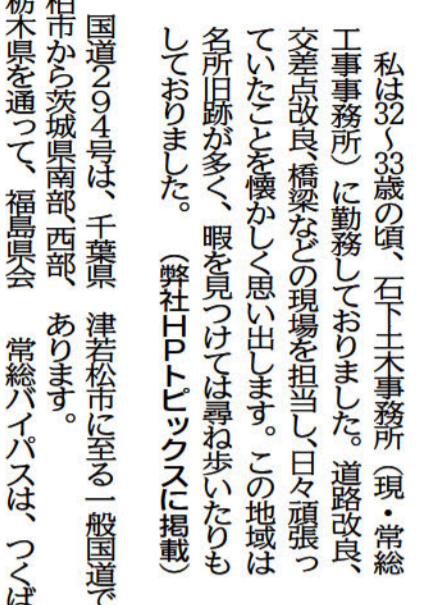 私は32〜33歳の頃、石下土木事務所（現・常総
工事事務所）に勤務しておりました。道路改良、
交差点改良、橋梁などの現場を担当し、日々頑張っ
ていたことを懐かしく思い出します。この地域は
名所旧跡が多く、暇を見つけては尋ね歩いたりも
しておりました。　（弊社HPトピックスに掲載）
国道294号は、千葉県
柏市から茨城県南部、西部、
栃木県を通って、福島県会
津若松市に至る一般国道で
あります。
常総バイパスは、つくば